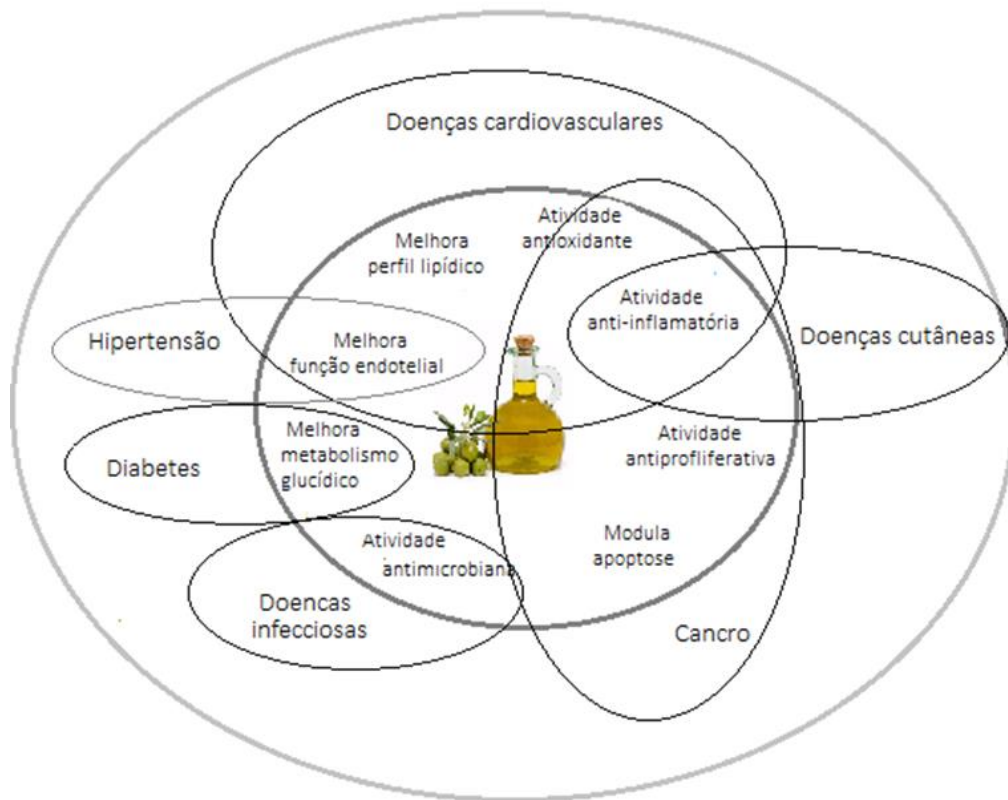 Doenças cardiovasculares
Atividade
antioxidante
Melhora
perfil lipídico
Atividade
anti-inflamatória
Doenças cutâneas
Hipertensão
Melhora
função endotelial
Diabetes
Melhora
metabolismo
glucídico
Atividade
antiprofliferativa
Modula
apoptose
Atividade
antimicrobiana
Doencas
infecciosas
Cancro